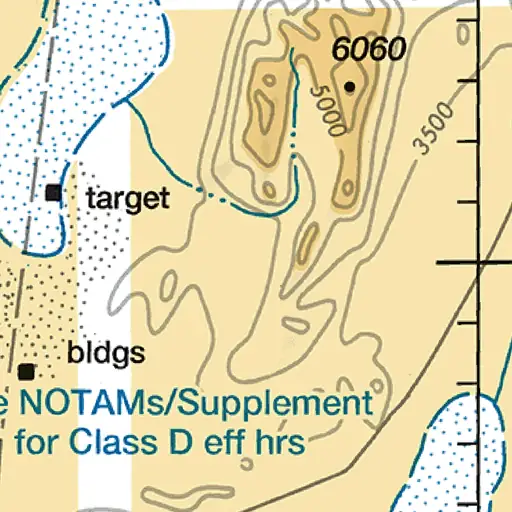 6060
5000
3500
target
bldgs
e NOTAMs/Supplement
for Class D eff hrs